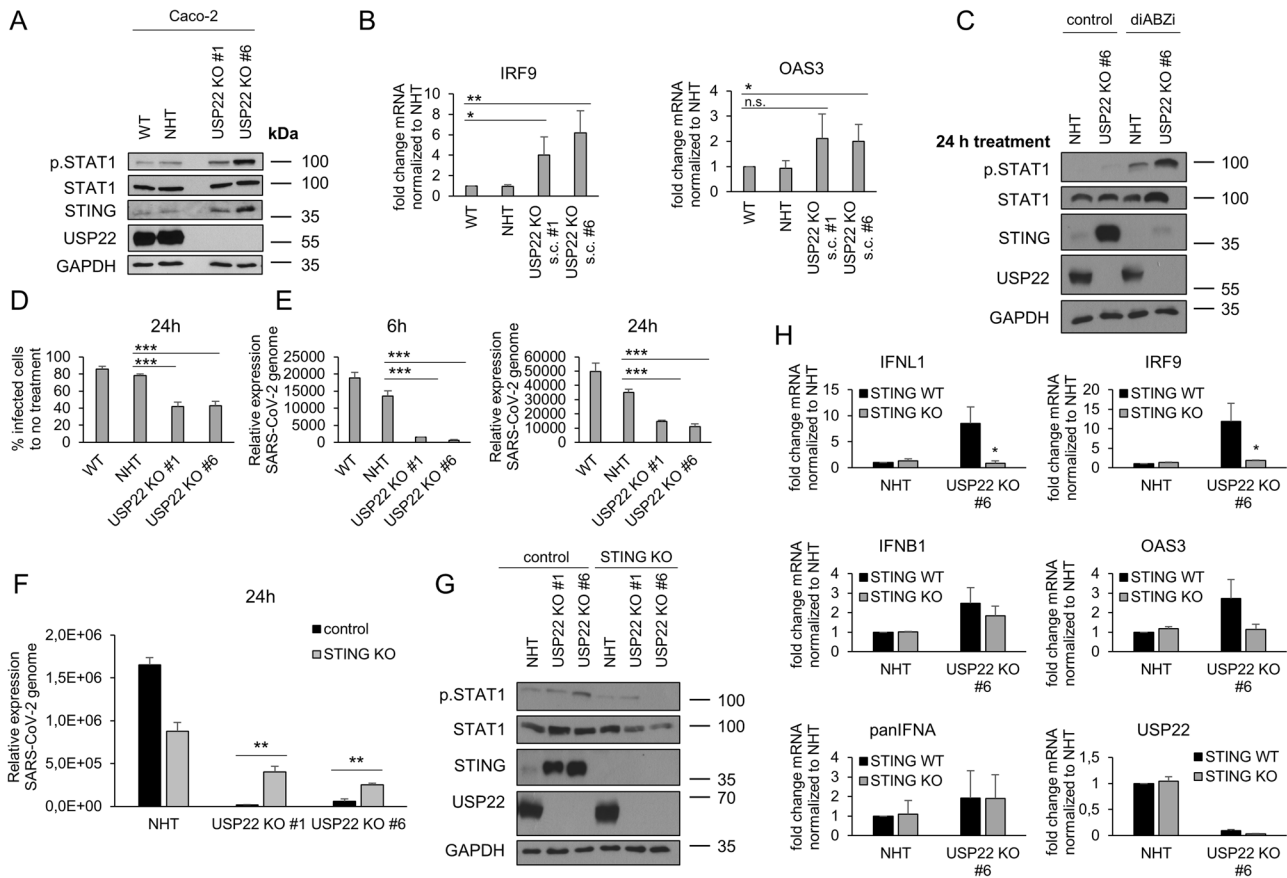 A
Caco-2
WT
NHT
USP22 KO #1
USP22 KO #6
kDa
p.STAT1
100
STAT1
100
STING
35
USP22
55
GAPDH
35
B
IRF9
fold change mRNA
normalized to NHT
10
8
6
4
2
0
**
*
WT
NHT
USP22 KO
s.c. #1
USP22 KO
s.c. #6
OAS3
fold change mRNA
normalized to NHT
4
3
2
1
0
*
n.s.
WT
NHT
USP22 KO
s.c. #1
USP22 KO
s.c. #6
C
control
diABZi
NHT
USP22 KO #6
NHT
USP22 KO #6
24 h treatment
p.STAT1
100
STAT1
100
STING
35
USP22
55
GAPDH
35
D
24h
% infected cells
to no treatment
100
80
60
40
20
0
***
***
WT
NHT
USP22 KO #1
USP22 KO #6
E
6h
Relative expression
SARS-CoV-2 genome
25000
20000
15000
10000
5000
0
***
***
WT
NHT
USP22 KO #1
USP22 KO #6
24h
Relative expression
SARS-CoV-2 genome
60000
50000
40000
30000
20000
10000
0
***
***
WT
NHT
USP22 KO #1
USP22 KO #6
F
24h
Relative expression
SARS-CoV-2 genome
2,0E+06
1,5E+06
1,0E+06
5,0E+05
0,0E+00
control
STING KO
**
**
NHT
USP22 KO #1
USP22 KO #6
G
control
STING KO
NHT
USP22 KO #1
USP22 KO #6
NHT
USP22 KO #1
USP22 KO #6
p.STAT1
100
STAT1
100
STING
35
70
USP22
55
GAPDH
35
H
IFNL1
fold change mRNA
normalized to NHT
15
10
5
0
STING WT
STING KO
*
NHT
USP22 KO
#6
IRF9
fold change mRNA
normalized to NHT
20
15
10
5
0
STING WT
STING KO
*
NHT
USP22 KO
#6
IFNB1
fold change mRNA
normalized to NHT
4
3
2
1
0
STING WT
STING KO
NHT
USP22 KO
#6
OAS3
fold change mRNA
normalized to NHT
4
3
2
1
0
STING WT
STING KO
NHT
USP22 KO
#6
panIFNA
fold change mRNA
normalized to NHT
4
3
2
1
0
STING WT
STING KO
NHT
USP22 KO
#6
USP22
fold change mRNA
normalized to NHT
1,5
1
0,5
0
STING WT
STING KO
NHT
USP22 KO
#6